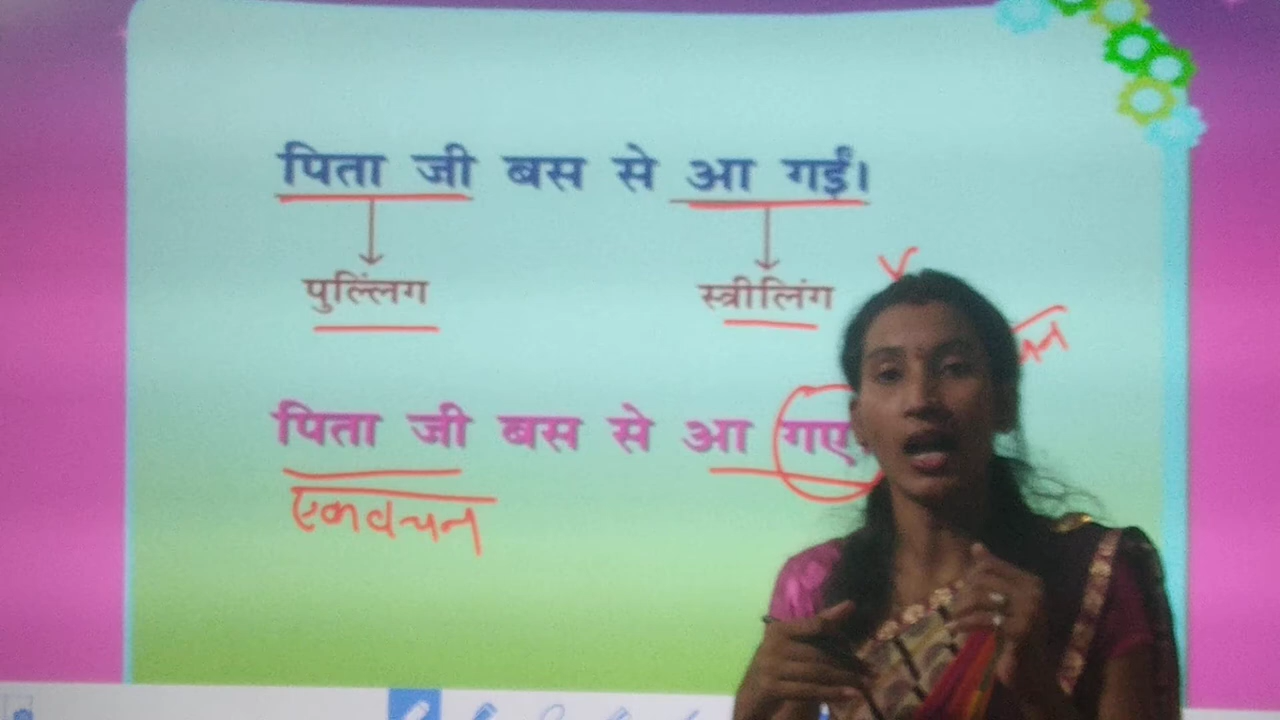 पिता जी बस से आ गईं।
पुल्लिंग स्त्रीलिंग
पिता जी बस से आ गए
एकवचन